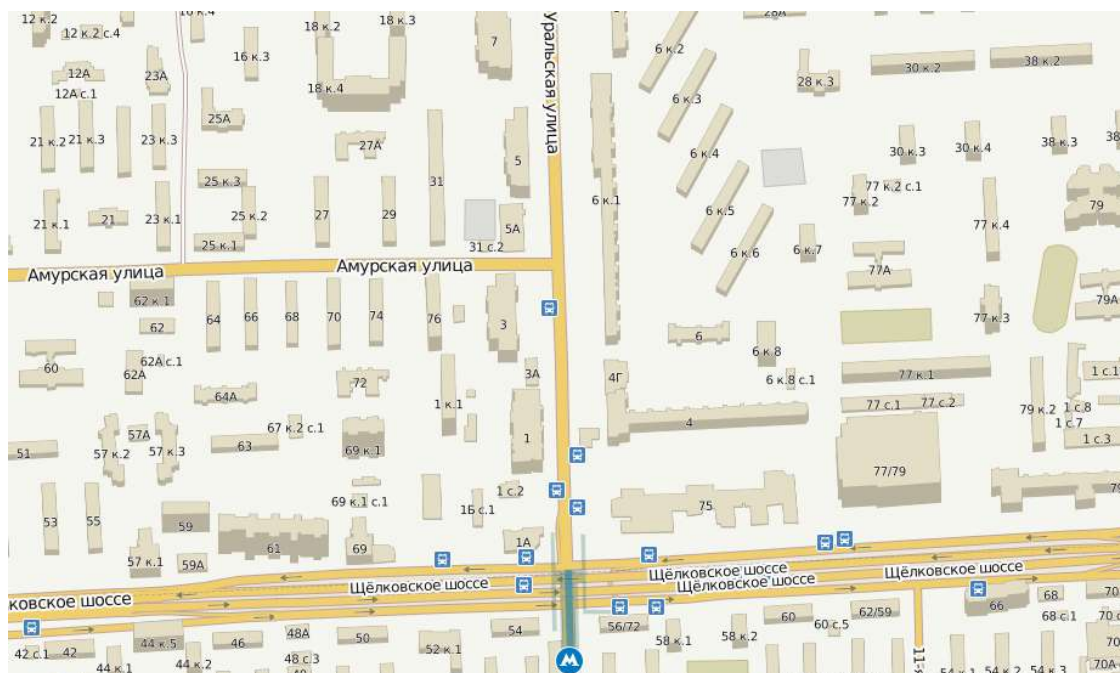 12 к.2
12 к.2 с.4
16 к.4
18 к.2
18 к.3
7
Уральская улица
6 к.2
28А
30 к.2
38 к.2
12А
12А с.1
23А
16 к.3
18 к.4
6 к.3
28 к.3
21 к.2
21 к.3
23 к.3
25А
27А
31
5
6 к.4
30 к.3
30 к.4
38 к.3
25 к.3
25 к.2
27
29
6 к.1
6 к.5
77 к.2 с.1
77 к.2
77 к.4
79
21 к.1
21
23 к.1
25 к.1
31 с.2
5А
6 к.6
6 к.7
Амурская улица
Амурская улица
77А
79А
62 к.1
62
64
66
68
70
74
76
3
6
6 к 8
6 к.8 с.1
77 к.3
60
62А с.1
62А
64А
72
3А
4Г
77 к.1
77 с.1
77 с.2
1 с.1
1 с.8
1 с.7
1 с.3
79 к.2
1 к.1
1
4
67 к.2 с.1
51
57А
57 к.2
57 к.3
63
69 к.1
77/79
53
55
59
69 к.1 с.1
1 с.2
1Б с.1
75
57 к.1
59А
61
69
1А
Щёлковское шоссе
Щёлковское шоссе
Щёлковское шоссе
Щёлковское шоссе
ковское шоссе
44 к.5
42 с.1
42
44 к.1
44 к.2
46
48А
48 с.3
50
52 к.1
54
56/72
58 к.1
58 к.2
60
60 с.5
62/59
66
68
68 с.1
70
70
70А
54 к.1
54 к.2
54 к.3